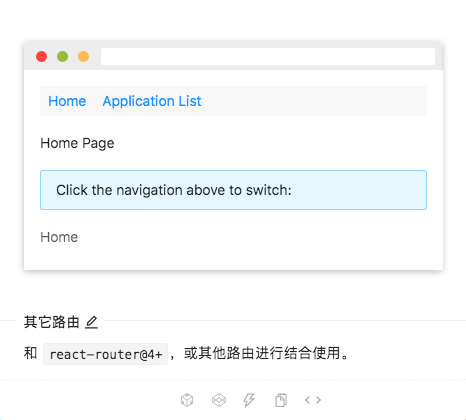 Home Application List
Home Page
Click the navigation above to switch:
Home
其它路由
和 react-router@4+ ，或其他路由进行结合使用。